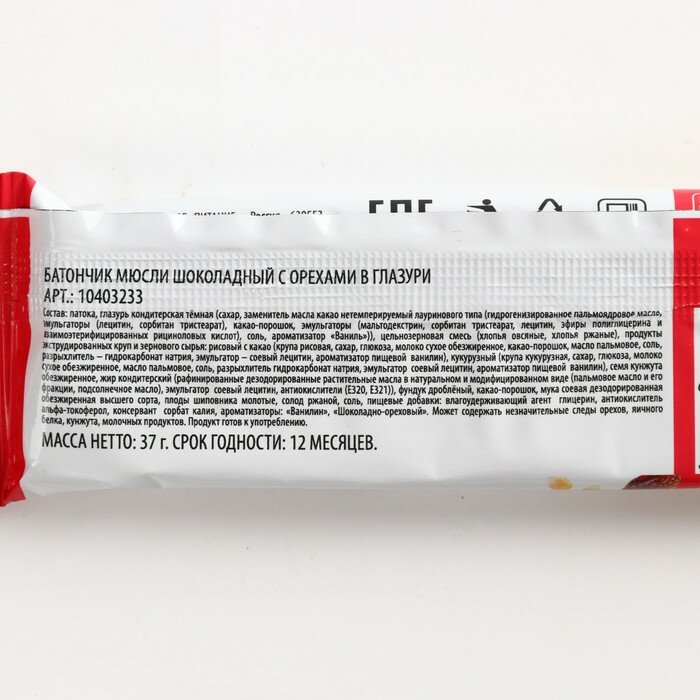 ПИТАНИЕ Россия, 620553
ЕАС
БАТОНЧИК МЮСЛИ ШОКОЛАДНЫЙ С ОРЕХАМИ В ГЛАЗУРИ
АРТ.: 10403233
Состав: патока, глазурь кондитерская тёмная (сахар, заменитель масла какао нетемперируемый лауринового типа (гидрогенизированное пальмоядровое масло,
эмульгаторы (лецитин, сорбитан тристеарат), какао-порошок, эмульгаторы (мальтодекстрин, сорбитан тристеарат, лецитин, эфиры полиглицерина и
взаимоэтерифицированных рициноловых кислот), соль, ароматизатор «Ваниль»)), цельнозерновая смесь (хлопья овсяные, хлопья ржаные), продукты
экструдированных круп и зернового сырья: рисовый с какао (крупа рисовая, сахар, глюкоза, молоко сухое обезжиренное, какао-порошок, масло пальмовое, соль,
разрыхлитель – гидрокарбонат натрия, эмульгатор – соевый лецитин, ароматизатор пищевой ванилин), кукурузный (крупа кукурузная, сахар, глюкоза, молоко
сухое обезжиренное, масло пальмовое, соль, разрыхлитель гидрокарбонат натрия, эмульгатор соевый лецитин, ароматизатор пищевой ванилин), семя кунжута
обезжиренное, жир кондитерский (рафинированные дезодорированные растительные масла в натуральном и модифицированном виде (пальмовое масло и его
фракции, подсолнечное масло), эмульгатор соевый лецитин, антиокислители (Е320, Е321)), фундук дроблёный, какао-порошок, мука соевая дезодорированная
обезжиренная высшего сорта, плоды шиповника молотые, солод ржаной, соль, пищевые добавки: влагоудерживающий агент глицерин, антиокислитель
альфа-токоферол, консервант сорбат калия, ароматизаторы: «Ванилин», «Шоколадно-ореховый». Может содержать незначительные следы орехов, яичного
белка, кунжута, молочных продуктов. Продукт готов к употреблению.
МАССА НЕТТО: 37 г. СРОК ГОДНОСТИ: 12 МЕСЯЦЕВ.